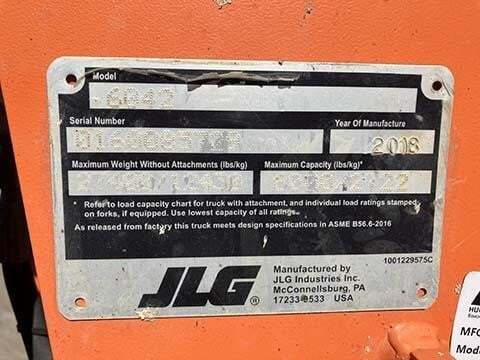 Model
6042
Serial Number
Year Of Manufacture
2018
Maximum Weight Without Attachments (lbs/kg)
Maximum Capacity (lbs/kg)*
* Refer to load capacity chart for truck with attachment, and individual load ratings stamped
on forks, if equipped. Use lowest capacity of all ratings.
As released from factory this truck meets design specifications in ASME B56.6-2016
1001229575C
JLG®
Manufactured by
JLG Industries Inc.
McConnellsburg, PA
17233-9533 USA
HU
MFG
Mode